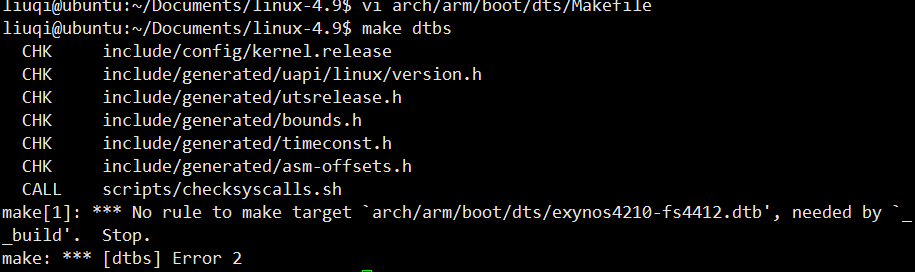 liuqi@ubuntu:~/Documents/linux-4.9$ vi arch/arm/boot/dts/Makefile
liuqi@ubuntu:~/Documents/linux-4.9$ make dtbs
  CHK     include/config/kernel.release
  CHK     include/generated/uapi/linux/version.h
  CHK     include/generated/utsrelease.h
  CHK     include/generated/bounds.h
  CHK     include/generated/timeconst.h
  CHK     include/generated/asm-offsets.h
  CALL    scripts/checksyscalls.sh
make[1]: *** No rule to make target `arch/arm/boot/dts/exynos4210-fs4412.dtb', needed by `_
_build'.  Stop.
make: *** [dtbs] Error 2